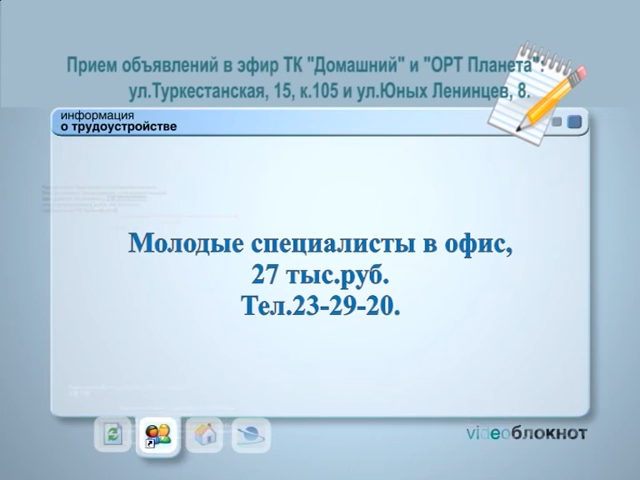 Прием объявлений в эфир ТК "Домашний" и "ОРТ Планета":
ул.Туркестанская, 15, к.105 и ул.Юных Ленинцев, 8.
информация
о трудоустройстве
Молодые специалисты в офис,
27 тыс.руб.
Тел.23-29-20.
videoблокнот